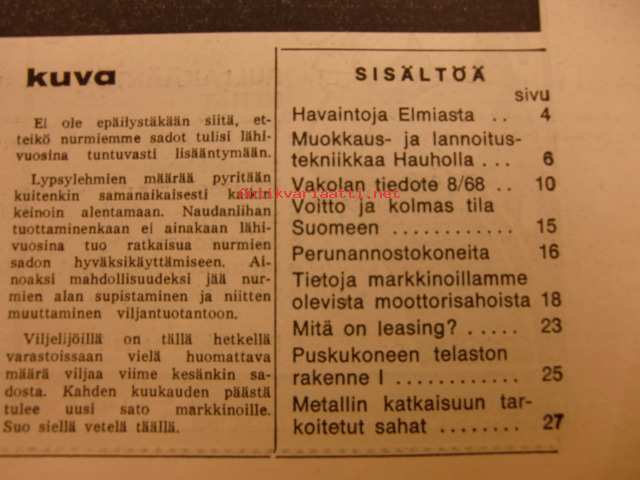 kuva
Ei ole epäilystäkään siitä, et-
teikö nurmiemme sadot tulisi lähi-
vuosina tuntuvasti lisääntymään.
Lypsylehmien määrää pyritään
kuitenkin samanaikaisesti kaikin
keinoin alentamaan. Naudanlihan
tuottaminenkaan ei ainakaan lähi-
vuosina tuo ratkaisua nurmien
sadon hyväksikäyttämiseen. Ai-
noaksi mahdollisuudeksi jää nur-
mien alan supistaminen ja niitten
muuttaminen viljantuotantoon.
Viljelijöillä on tällä hetkellä
varastoissaan vielä huomattava
määrä viljaa viime kesänkin sa-
dosta. Kahden kuukauden päästä
tulee uusi sato markkinoille.
Suo siellä vetelä täällä.
SISÄLTÖÄ
sivu
Havaintoja Elmiasta .. 4
Muokkaus- ja lannoitus-
tekniikkaa Hauholla ... 6
Vakolan tiedote 8/68 .. 10
Voitto ja kolmas tila
Suomeen ............ 15
Perunannostokoneita 16
Tietoja markkinoillamme
olevista moottorisahoista 18
Mitä on leasing? ..... 23
Puskukoneen telaston
rakenne I ............ 25
Metallin katkaisuun tar-
koitetut sahat ........ 27